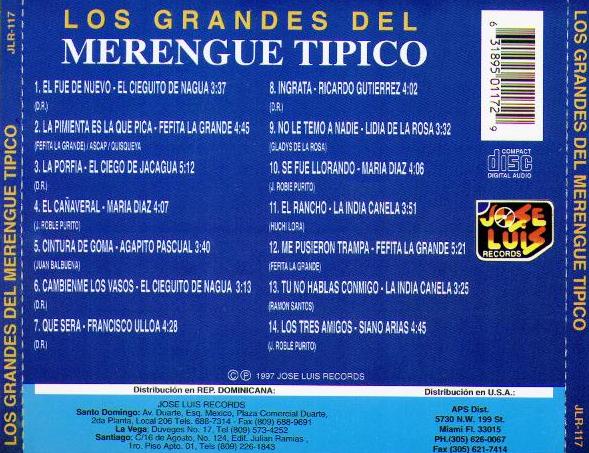 LOS GRANDES DEL
MERENGUE TIPICO
1. EL FUE DE NUEVO - EL CIEGUITO DE NAGUA 3:37
(D.R.)
2. LA PIMIENTA ES LA QUE PICA - FEFITA LA GRANDE 4:45
(FEFITA LA GRANDE) / ASCAP / QUISQUEYA
3. LA PORFIA - EL CIEGO DE JACAGUA 5:12
(D.R.)
4. EL CAÑAVERAL - MARIA DIAZ 4:07
(J. ROBLE PURITO)
5. CINTURA DE GOMA - AGAPITO PASCUAL 3:40
(JUAN BALBUENA)
6. CAMBIENME LOS VASOS - EL CIEGUITO DE NAGUA 3:13
(D.R.)
7. QUE SERA - FRANCISCO ULLOA 4:28
(D.R.)
8. INGRATA - RICARDO GUTIERREZ 4:02
(D.R.)
9. NO LE TEMO A NADIE - LIDIA DE LA ROSA 3:32
(GLADYS DE LA ROSA)
10. SE FUE LLORANDO - MARIA DIAZ 4:06
(J. ROBIE PURITO)
11. EL RANCHO - LA INDIA CANELA 3:51
(HUCHI LORA)
12. ME PUSIERON TRAMPA - FEFITA LA GRANDE 5:21
(FEFITA LA GRANDE)
13. TU NO HABLAS CONMIGO - LA INDIA CANELA 3:25
(RAMON SANTOS)
14. LOS TRES AMIGOS - SIANO ARIAS 4:45
(J. ROBLE PURITO)
6 31895 01172 9
COMPACT
disc
DIGITAL AUDIO
JOSE
LUIS
RECORDS
© ℗ 1997 JOSE LUIS RECORDS
Distribución en REP. DOMINICANA:
JOSE LUIS RECORDS
Santo Domingo: Av. Duarte, Esq. Mexico, Plaza Comercial Duarte,
2da Planta, Local 206 Tels. 688-7314 - Fax (809) 688-9691
La Vega: Duveges No. 17, Tel (809) 573-4252
Santiago: C/16 de Agosto, No. 124, Edif. Julian Ramias ,
1ro. Piso Apto. 01, Tels (809) 226-1843
Distribución en U.S.A.:
APS Dist.
5730 N.W. 199 St.
Miami Fl. 33015
PH.(305) 626-0067
Fax (305) 621-7414
JLR-117
LOS GRANDES DEL MERENGUE TIPICO
LOS GRANDES DEL MERENGUE TIPICO
JLR-117